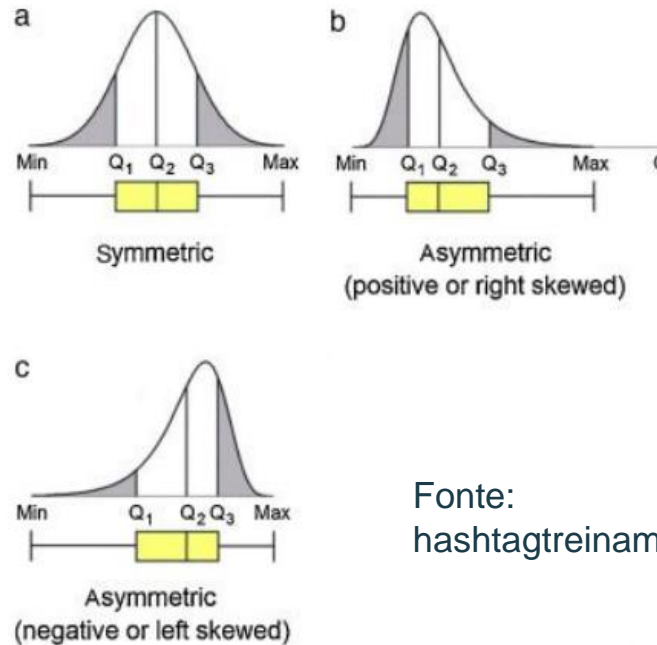 a
Min Q1 Q2 Q3 Max
Symmetric
b
Min Q1 Q2 Q3 Max
Asymmetric
(positive or right skewed)
c
Min Q1 Q2 Q3 Max
Asymmetric
(negative or left skewed)
Fonte:
hashtagtreinam